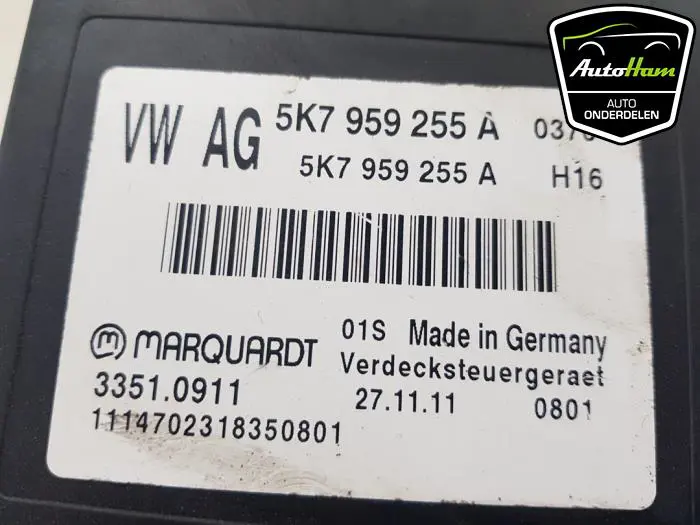 AutoHam
AUTO
ONDERDELEN
VW AG 5K7 959 255 A
5K7 959 255 A H16
MARQUARDT
3351.0911
1114702318350801
01S Made in Germany
Verdecksteuergeraet
27.11.11 0801